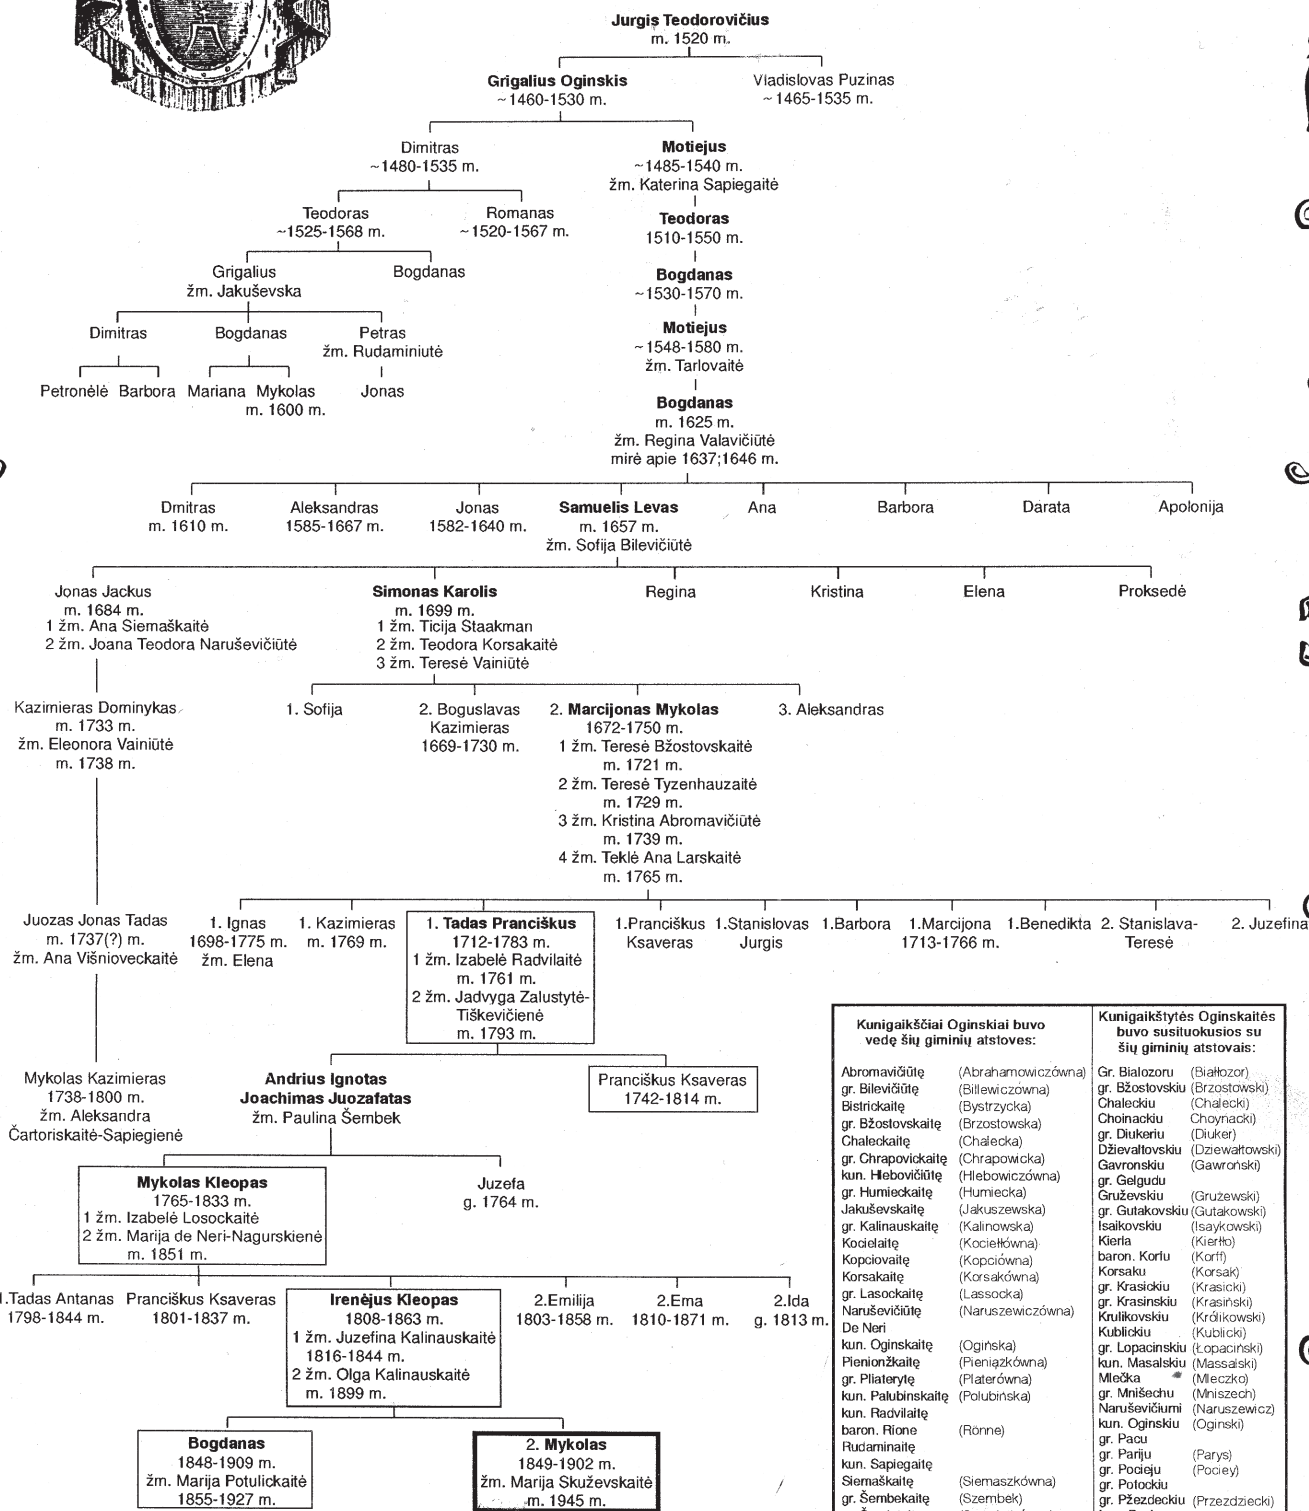 Jurgis Teodorovičius
m. 1520 m.
Grigalius Oginskis
~1460-1530 m.
Vladislovas Puzinas
~1465-1535 m.
Dimitras
~1480-1535 m.
Motiejus
~1485-1540 m.
žm. Katerina Sapiegaitė
Teodoras
~1525-1568 m.
Romanas
~1520-1567 m.
Teodoras
1510-1550 m.
Grigalius
žm. Jakuševska
Bogdanas
Bogdanas
~1530-1570 m.
Dimitras
Bogdanas
Petras
žm. Rudaminiutė
Motiejus
~1548-1580 m.
žm. Tarlovaitė
Petronėlė
Barbora
Mariana
Mykolas
m. 1600 m.
Jonas
Bogdanas
m. 1625 m.
žm. Regina Valavičiūtė
mirė apie 1637;1646 m.
Dmitras
m. 1610 m.
Aleksandras
1585-1667 m.
Jonas
1582-1640 m.
Samuelis Levas
m. 1657 m.
žm. Sofija Bilevičiūtė
Ana
Barbora
Darata
Apolonija
Jonas Jackus
m. 1684 m.
1 žm. Ana Siemaškaitė
2 žm. Joana Teodora Naruševičiūtė
Simonas Karolis
m. 1699 m.
1 žm. Ticija Staakman
2 žm. Teodora Korsakaitė
3 žm. Teresė Vainiūtė
Regina
Kristina
Elena
Proksedė
Kazimieras Dominykas
m. 1733 m.
žm. Eleonora Vainiūtė
m. 1738 m.
1. Sofija
2. Boguslavas
Kazimieras
1669-1730 m.
2. Marcijonas Mykolas
1672-1750 m.
1 žm. Teresė Bžostovskaitė
m. 1721 m.
2 žm. Teresė Tyzenhauzaitė
m. 1729 m.
3 žm. Kristina Abromavičiūtė
m. 1739 m.
4 žm. Teklė Ana Larskaitė
m. 1765 m.
3. Aleksandras
Juozas Jonas Tadas
m. 1737(?) m.
žm. Ana Višnioveckaitė
1. Ignas
1698-1775 m.
žm. Elena
1. Kazimieras
m. 1769 m.
1. Tadas Pranciškus
1712-1783 m.
1 žm. Izabelė Radvilaitė
m. 1761 m.
2 žm. Jadvyga Zalustytė-
Tiškevičienė
m. 1793 m.
1.Pranciškus
Ksaveras
1.Stanislovas
Jurgis
1.Barbora
1.Marcijona
1713-1766 m.
1.Benedikta
2. Stanislava-
Teresė
2. Juzefina
Mykolas Kazimieras
1738-1800 m.
žm. Aleksandra
Čartoriskaitė-Sapiegienė
Andrius Ignotas
Joachimas Juozafatas
žm. Paulina Šembek
Pranciškus Ksaveras
1742-1814 m.
Mykolas Kleopas
1765-1833 m.
1 žm. Izabelė Losockaitė
2 žm. Marija de Neri-Nagurskienė
m. 1851 m.
Juzefa
g. 1764 m.
1.Tadas Antanas
1798-1844 m.
Pranciškus Ksaveras
1801-1837 m.
Irenėjus Kleopas
1808-1863 m.
1 žm. Juzefina Kalinauskaitė
1816-1844 m.
2 žm. Olga Kalinauskaitė
m. 1899 m.
2.Emilija
1803-1858 m.
2.Ema
1810-1871 m.
2.Ida
g. 1813 m.
Bogdanas
1848-1909 m.
žm. Marija Potulickaitė
1855-1927 m.
2. Mykolas
1849-1902 m.
žm. Marija Skuževskaitė
m. 1945 m.
Kunigaikščiai Oginskiai buvo
vedę šių giminių atstoves:
Abromavičiūtę (Abrahamowiczówna)
gr. Bilevičiūtę (Billewiczówna)
Bistrickaitę (Bystrzycka)
gr. Bžostovskaitę (Brzostowska)
Chaleckaitę (Chalecka)
gr. Chrapovickaitę (Chrapowicka)
kun. Hlebovičiūtę (Hlebowiczówna)
gr. Humieckaitę (Humiecka)
Jakuševskaitę (Jakuszewska)
gr. Kalinauskaitę (Kalinowska)
Kocielaitę (Kociełłówna)
Kopciovaitę (Kopciówna)
Korsakaitę (Korsakówna)
gr. Lasockaitę (Lassocka)
Naruševičiūtę (Naruszewiczówna)
De Neri
kun. Oginskaitę (Ogińska)
Pienionžkaitę (Pieniązkówna)
gr. Pliaterytę (Platerówna)
kun. Palubinskaitę (Polubińska)
kun. Radvilaitę
baron. Rione (Rönne)
Rudaminaitę
kun. Sapiegaitę
Siemaškaitę (Siemaszkówna)
gr. Šembekaitę (Szembek)
Kunigaikštytės Oginskaitės
buvo susituokusios su
šių giminių atstovais:
Gr. Bialozoru (Białłozor)
gr. Bžostovskiu (Brzostowski)
Chaleckiu (Chalecki)
Choinackiu Choynacki)
gr. Diukeriu (Diuker)
Dživaltovskiu (Dziewałtowski)
Gavronskiu (Gawroński)
gr. Gelgudu
Gruževskiu (Grużewski)
gr. Gutakovskiu (Gutakowski)
Isaikovskiu (Isaykowski)
Kierla (Kierłło)
baron. Korfu (Korff)
Korsaku (Korsak)
gr. Krasickiu (Krasicki)
gr. Krasinskiu (Krasiński)
Krulikovskiu (Królikowski)
Kublickiu (Kublicki)
gr. Lopacinskiu (Łopaciński)
kun. Masalskiu (Massalski)
Mlečka (Mleczko)
gr. Mnišechu (Mniszech)
Naruševičiumi (Naruszewicz)
kun. Oginskiu (Oginski)
gr. Pacu
gr. Pariju (Parys)
gr. Pocieju (Pociey)
gr. Potockiu
gr. Pžezdeckiu (Przezdziecki)